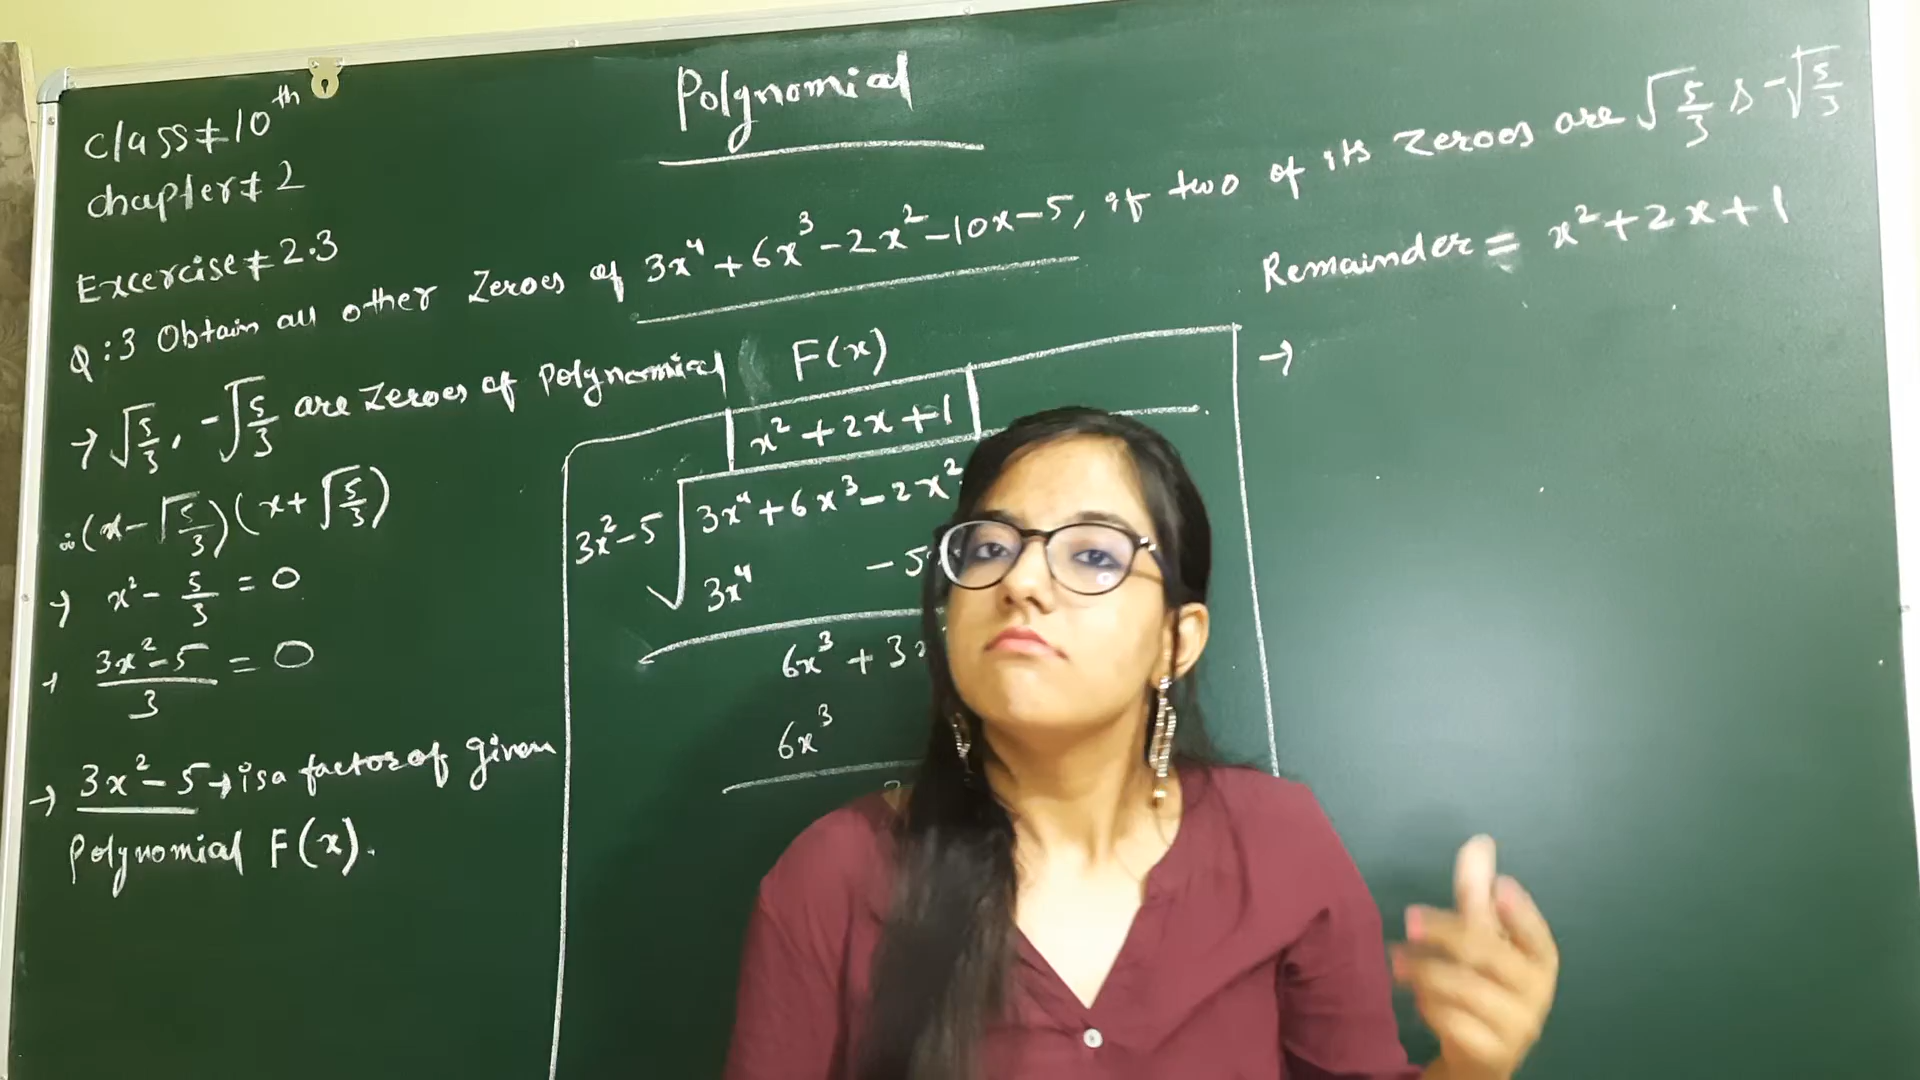 Polynomial
Class ≠ 10th
Chapter ≠ 2
Excercise ≠ 2.3
Q:3 Obtain all other Zeroes of 3x⁴ + 6x³ - 2x² - 10x - 5, if two of its Zeroes are √5/3 & -√5/3
→ √5/3, -√5/3 are Zeroes of Polynomial F(x)
∴ (x - √5/3)(x + √5/3)
→ x² - 5/3 = 0
→ 3x² - 5/3 = 0
→ 3x² - 5 → is a factor of given
Polynomial F(x).
x² + 2x + 1
3x² - 5 √3x⁴ + 6x³ - 2x²
3x⁴ - 5
6x³ + 3
6x³
Remainder = x² + 2x + 1
→